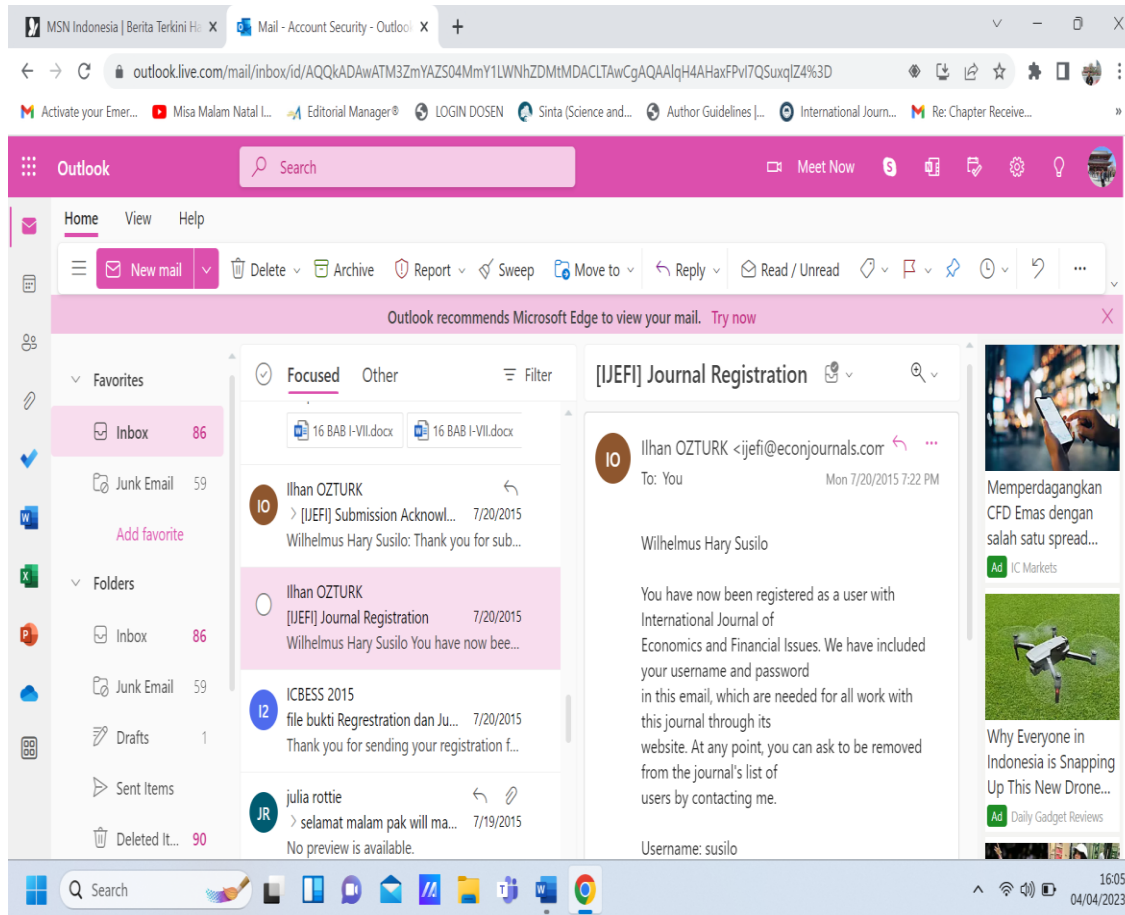 MSN Indonesia | Berita Terkini Ha
Mail - Account Security - Outlook
outlook.live.com/mail/inbox/id/AQQkADAwATM3ZmYAZS04MmY1LWNhZDMtMDACLTAwCgAQAAlqH4AHaxFPvI7QSuxqlZ4%3D
Activate your Emer... Misa Malam Natal I... Editorial Manager® LOGIN DOSEN Sinta (Science and... Author Guidelines |... International Journ... Re: Chapter Receive... »
Outlook Search Meet Now
Home View Help
New mail Delete Archive Report Sweep Move to Reply Read / Unread ...
Outlook recommends Microsoft Edge to view your mail. Try now X
Favorites
Inbox 86
Junk Email 59
Add favorite
Folders
Inbox 86
Junk Email 59
Drafts 1
Sent Items
Deleted It... 90
Focused Other Filter
16 BAB I-VII.docx 16 BAB I-VII.docx
IO
Ilhan OZTURK
> [IJEFI] Submission Acknowl... 7/20/2015
Wilhelmus Hary Susilo: Thank you for sub...
Ilhan OZTURK
[IJEFI] Journal Registration 7/20/2015
Wilhelmus Hary Susilo You have now bee...
I2
ICBESS 2015
file bukti Regrestration dan Ju... 7/20/2015
Thank you for sending your registration f...
JR
julia rottie
> selamat malam pak will ma... 7/19/2015
No preview is available.
[IJEFI] Journal Registration
IO
Ilhan OZTURK <ijefi@econjournals.com
To: You Mon 7/20/2015 7:22 PM
Wilhelmus Hary Susilo
You have now been registered as a user with
International Journal of
Economics and Financial Issues. We have included
your username and password
in this email, which are needed for all work with
this journal through its
website. At any point, you can ask to be removed
from the journal's list of
users by contacting me.
Username: susilo
Memperdagangkan
CFD Emas dengan
salah satu spread...
Ad IC Markets
Why Everyone in
Indonesia is Snapping
Up This New Drone...
Ad Daily Gadget Reviews
Search
16:05
04/04/2023